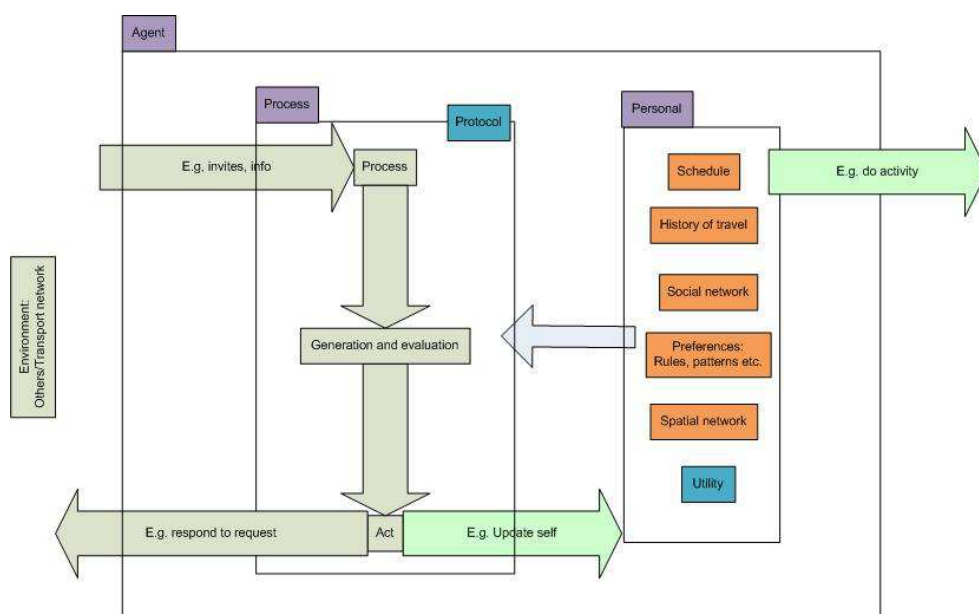 Agent
Process
Protocol
Personal
E.g. invites, info
Process
Schedule
E.g. do activity
History of travel
Environment:
Others/Transport network
Social network
Generation and evaluation
Preferences:
Rules, patterns etc.
Spatial network
Utility
E.g. respond to request
Act
E.g. Update self